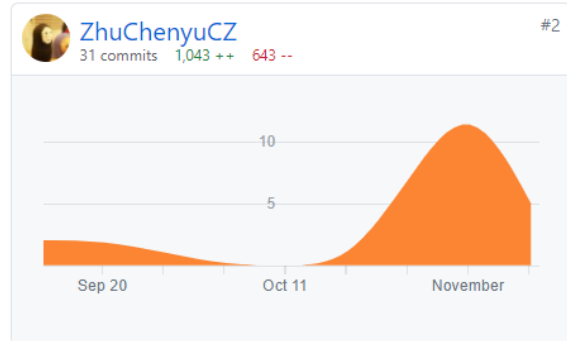 ZhuChenyuCZ
#2
31 commits 1,043 ++ 643 --
10
5
Sep 20 Oct 11 November